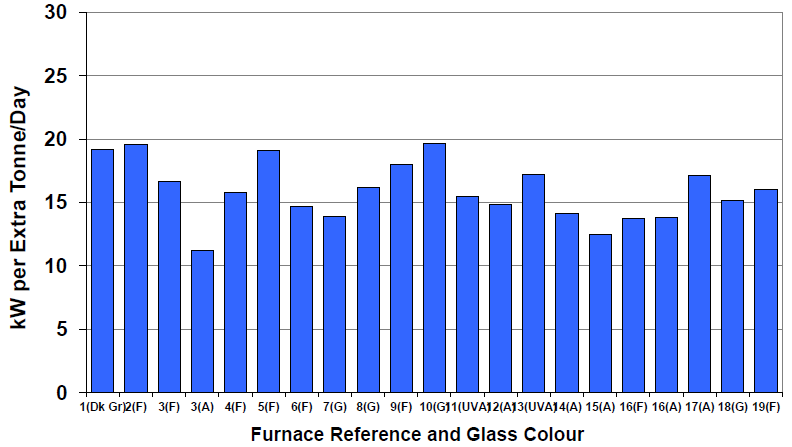 30
25
20
15
10
5
0
kW per Extra Tonne/Day
1(Dk Gr) 2(F) 3(F) 3(A) 4(F) 5(F) 6(F) 7(G) 8(G) 9(F) 10(G) 11(UVA) 12(A) 13(UVA) 14(A) 15(A) 16(F) 16(A) 17(A) 18(G) 19(F)
Furnace Reference and Glass Colour